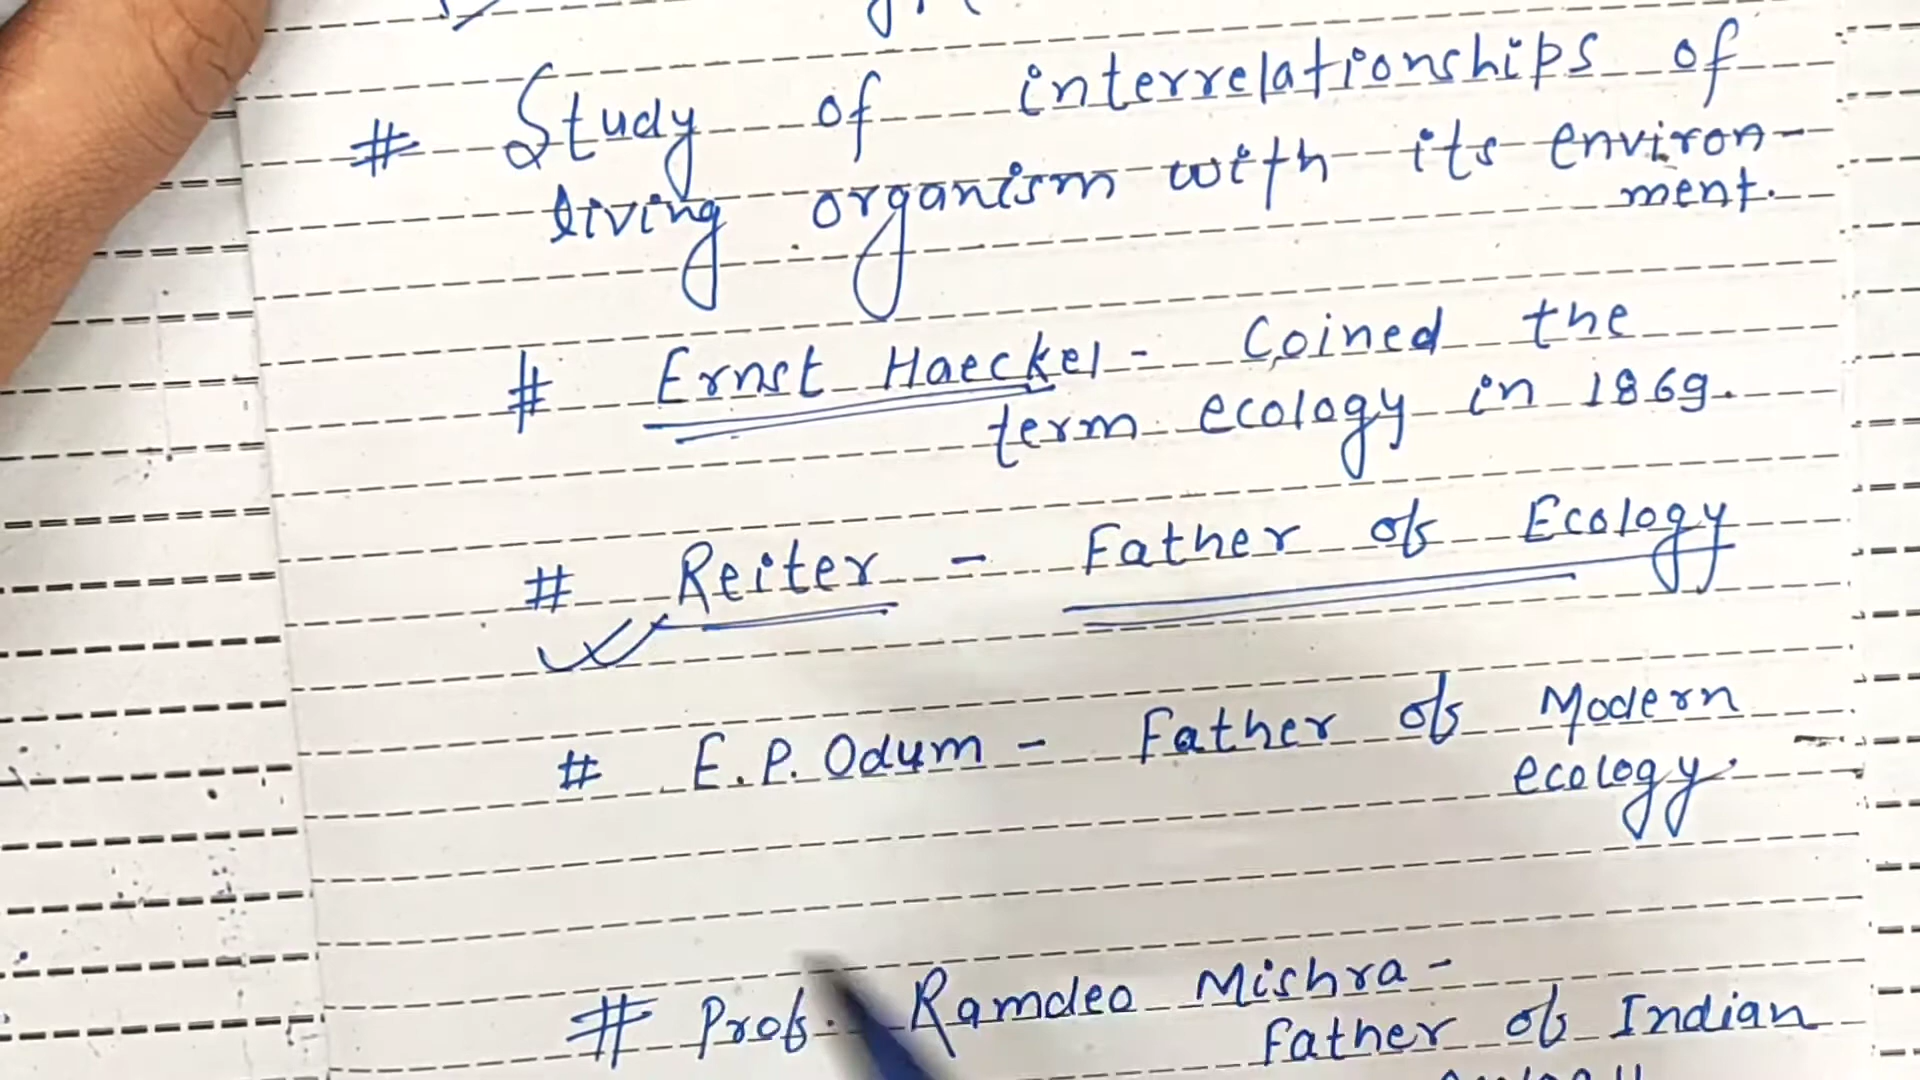 # Study of interrelationships of
living organism with its environ-
ment.
# Ernst Haeckel - Coined the
term ecology in 1869.
# Reiter - Father of Ecology
# E.P. Odum - Father of Modern
ecology.
# Prof. Ramdeo Mishra -
Father of Indian